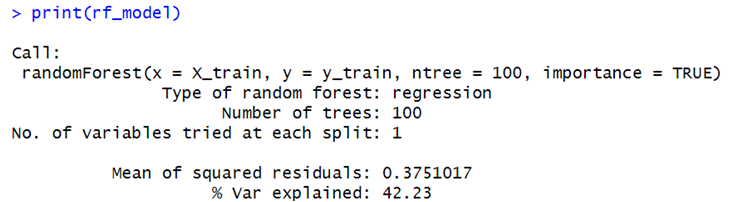 > print(rf_model)
Call:
randomForest(x = X_train, y = y_train, ntree = 100, importance = TRUE)
Type of random forest: regression
Number of trees: 100
No. of variables tried at each split: 1
Mean of squared residuals: 0.3751017
% Var explained: 42.23